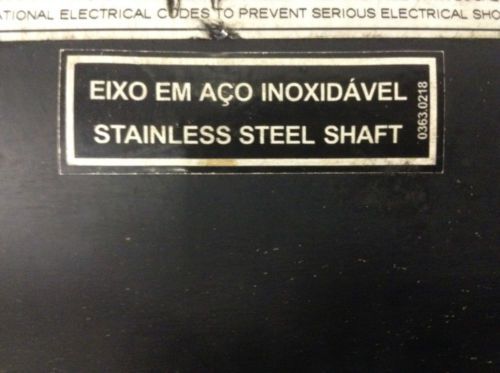 ATIONAL ELECTRICAL CODES TO PREVENT SERIOUS ELECTRICAL SHO
EIXO EM AÇO INOXIDÁVEL
STAINLESS STEEL SHAFT
0363.0218